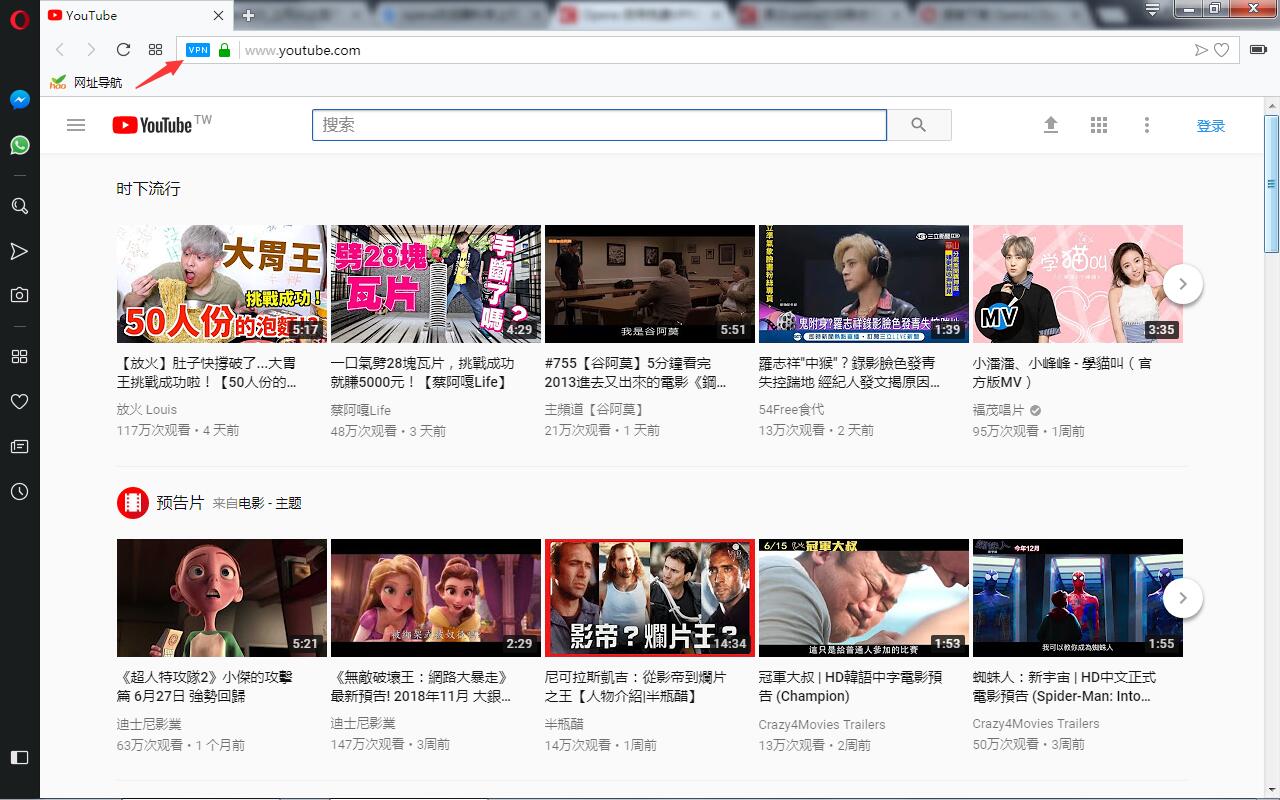 YouTube
VPN
www.youtube.com
hao 网址导航
YouTube TW
搜索
登录
时下流行
大胃王
挑戰成功！
50人份的泡麵!?
5:17
劈28塊
瓦片
手斷了嗎？
4:29
我是谷阿莫
5:51
三立新聞
鬼附身?羅志祥錄影臉色發青失控踹地
1:39
學貓叫
MV
3:35
【放火】肚子快撐破了...大胃
王挑戰成功啦！【50人份的...
放火 Louis
117万次观看 • 4 天前
一口氣劈28塊瓦片，挑戰成功
就賺5000元！【蔡阿嘎Life】
蔡阿嘎Life
48万次观看 • 3 天前
#755【谷阿莫】5分鐘看完
2013進去又出來的電影《鋼...
主頻道【谷阿莫】
21万次观看 • 1 天前
羅志祥"中猴"？錄影臉色發青
失控踹地 經紀人發文揭原因...
54Free食代
13万次观看 • 2 天前
小潘潘、小峰峰 - 學貓叫（官
方版MV）
福茂唱片
95万次观看 • 1周前
预告片 来自电影 - 主题
5:21
2:29
影帝？爛片王？
14:34
6/15 冠軍大叔
這只是給普通人參加的比賽
1:53
今年12月
我可以教你成為蜘蛛人
1:55
《超人特攻隊2》小傑的攻擊
篇 6月27日 強勢回歸
迪士尼影業
63万次观看 • 1 个月前
《無敵破壞王：網路大暴走》
最新預告! 2018年11月 大銀...
迪士尼影業
147万次观看 • 3周前
尼可拉斯凱吉：從影帝到爛片
之王【人物介紹|半瓶醋】
半瓶醋
14万次观看 • 1周前
冠軍大叔 | HD韓語中字電影預
告 (Champion)
Crazy4Movies Trailers
13万次观看 • 2周前
蜘蛛人：新宇宙 | HD中文正式
電影預告 (Spider-Man: Into...
Crazy4Movies Trailers
50万次观看 • 3周前